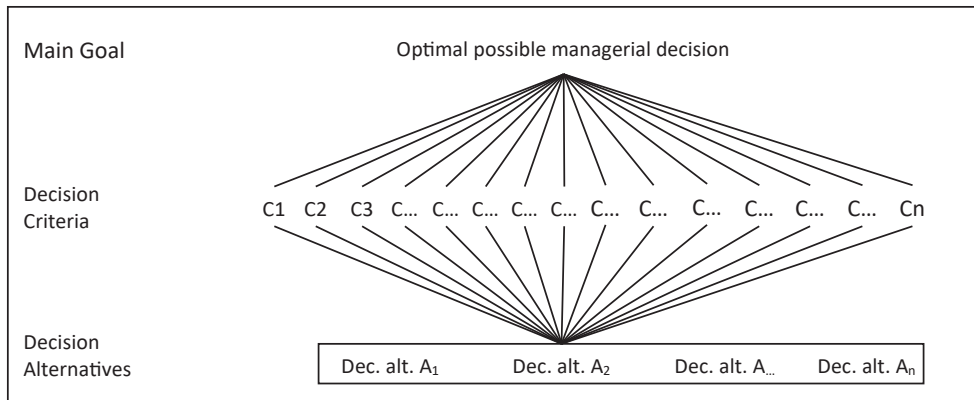 Main Goal
Optimal possible managerial decision
Decision
Criteria
C1 C2 C3 C... C... C... C... C... C... C... C... C... C... C... Cn
Decision
Alternatives
Dec. alt. A₁ Dec. alt. A₂ Dec. alt. A... Dec. alt. Aₙ